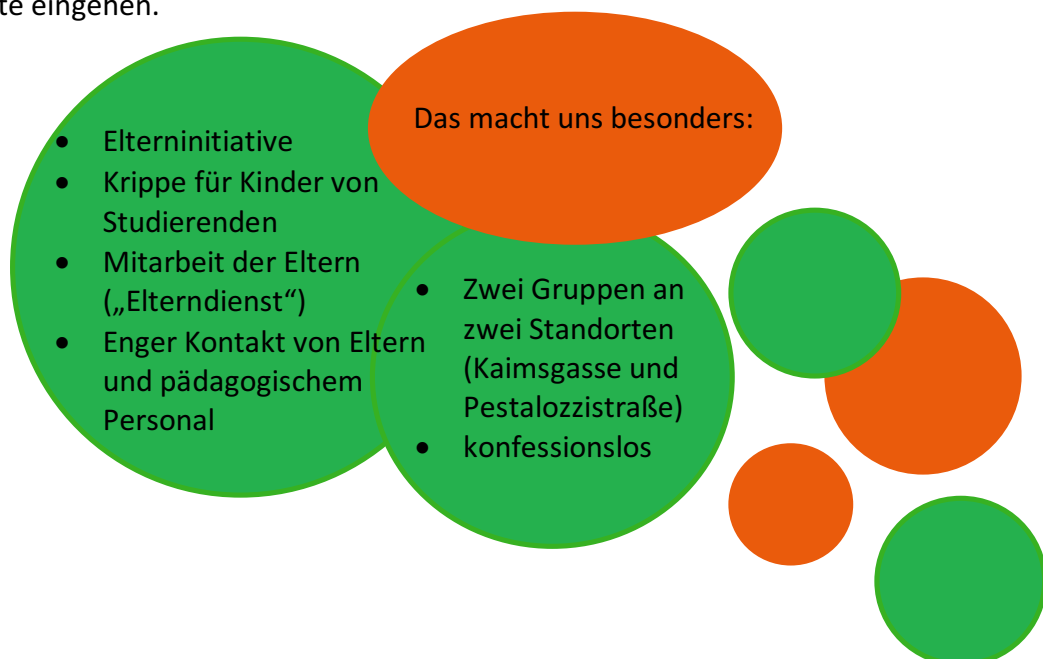 te eingehen.
Das macht uns besonders:
• Elterninitiative
• Krippe für Kinder von
Studierenden
• Mitarbeit der Eltern
(„Elterndienst“)
• Enger Kontakt von Eltern
und pädagogischem
Personal
• Zwei Gruppen an
zwei Standorten
(Kaimsgasse und
Pestalozzistraße)
• konfessionslos